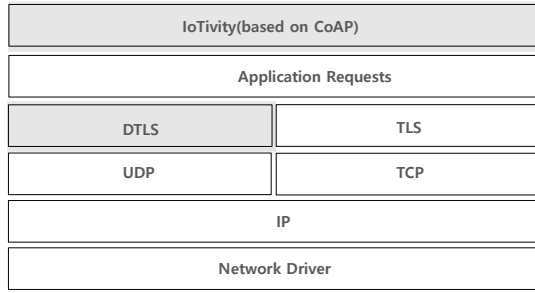 IoTivity(based on CoAP)
Application Requests
DTLS
TLS
UDP
TCP
IP
Network Driver